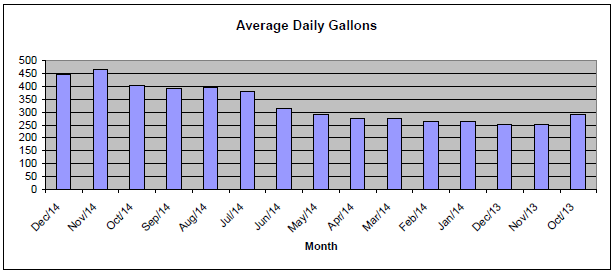 Average Daily Gallons
500
450
400
350
300
250
200
150
100
50
0
Dec/14
Nov/14
Oct/14
Sep/14
Aug/14
Jul/14
Jun/14
May/14
Apr/14
Mar/14
Feb/14
Jan/14
Dec/13
Nov/13
Oct/13
Month